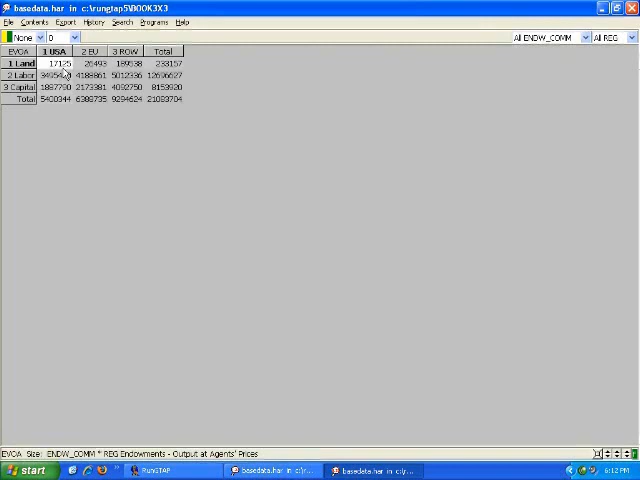 basedata.har in c:\rungtap5\BOOK3X3
File Contents Export History Search Programs Help
None 0 All ENDW_COMM All REG
EVOA 1 USA 2 EU 3 ROW Total
1 Land 17125 26493 189538 233157
2 Labor 4188861 5012336 12696627
3 Capital 1887790 2173381 4092750 8153920
Total 5400344 6388735 9294624 21083704
EVOA Size: ENDW_COMM * REG Endowments - Output at Agents' Prices
start RunGTAP basedata.har in c:\r... basedata.har in c:\r... 6:12 PM